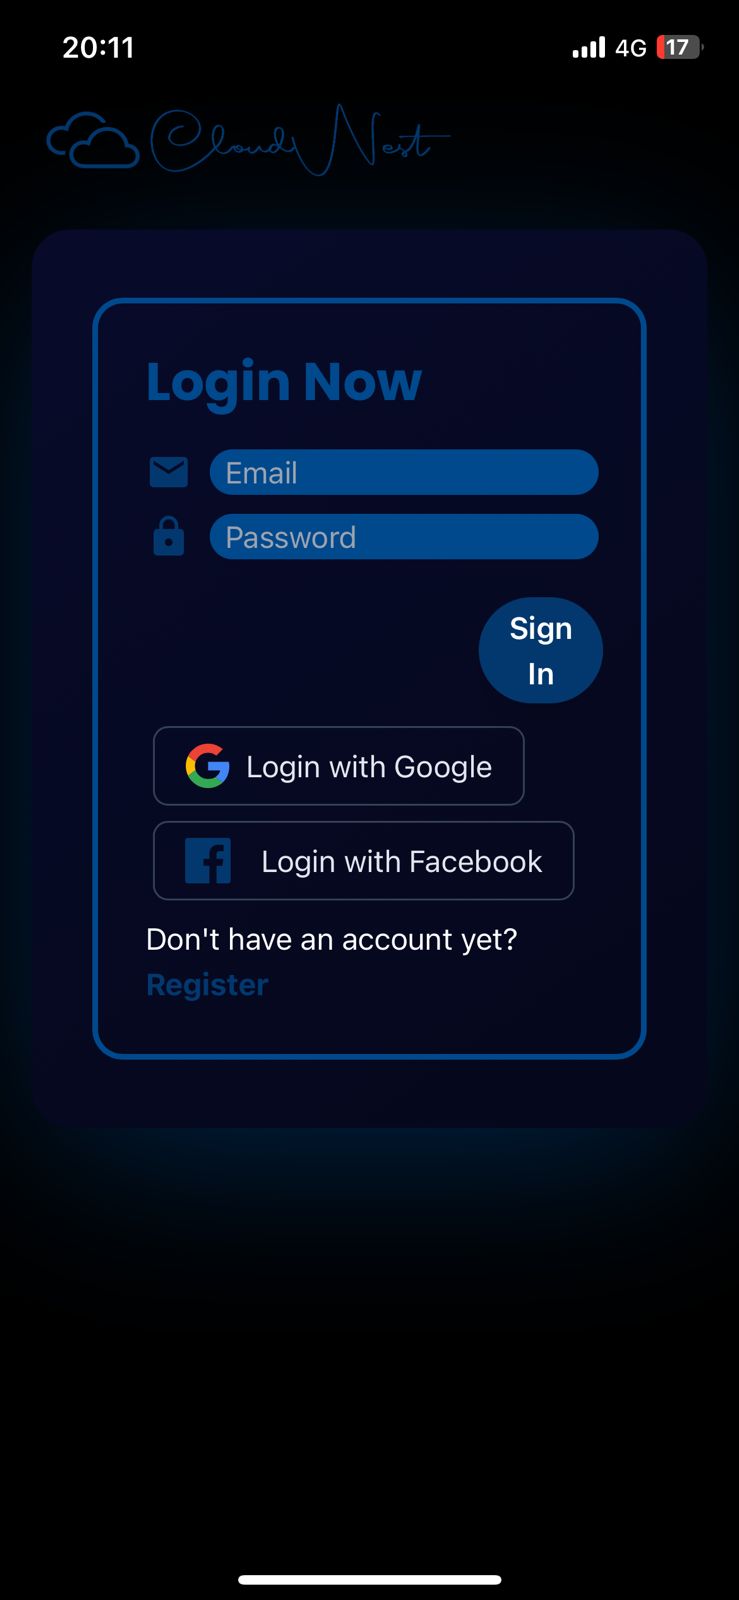 20:11
4G 17
CloudNest
Login Now
Email
Password
Sign
In
Login with Google
Login with Facebook
Don't have an account yet?
Register